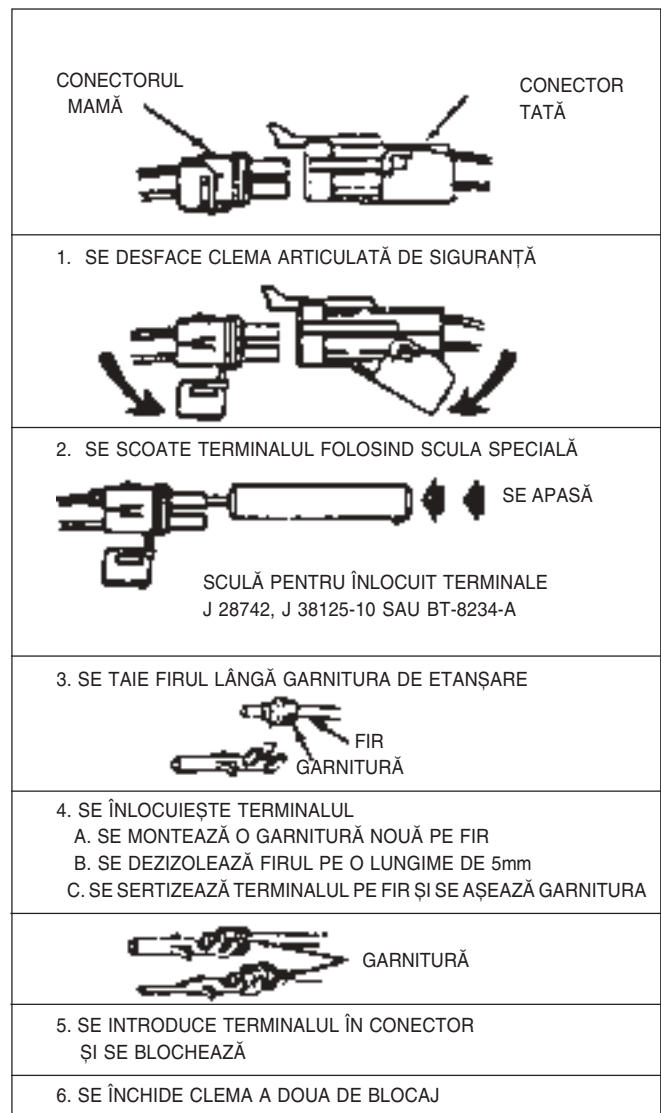 CONECTORUL
MAMĂ
CONECTOR
TATĂ
1. SE DESFACE CLEMA ARTICULATĂ DE SIGURANȚĂ
2. SE SCOATE TERMINALUL FOLOSIND SCULA SPECIALĂ
SE APASĂ
SCULĂ PENTRU ÎNLOCUIT TERMINALE
J 28742, J 38125-10 SAU BT-8234-A
3. SE TAIE FIRUL LÂNGĂ GARNITURA DE ETANȘARE
FIR
GARNITURĂ
4. SE ÎNLOCUIEȘTE TERMINALUL
A. SE MONTEAZĂ O GARNITURĂ NOUĂ PE FIR
B. SE DEZIZOLEAZĂ FIRUL PE O LUNGIME DE 5mm
C. SE SERTIZEAZĂ TERMINALUL PE FIR ȘI SE AȘEAZĂ GARNITURA
GARNITURĂ
5. SE INTRODUCE TERMINALUL ÎN CONECTOR
ȘI SE BLOCHEAZĂ
6. SE ÎNCHIDE CLEMA A DOUA DE BLOCAJ